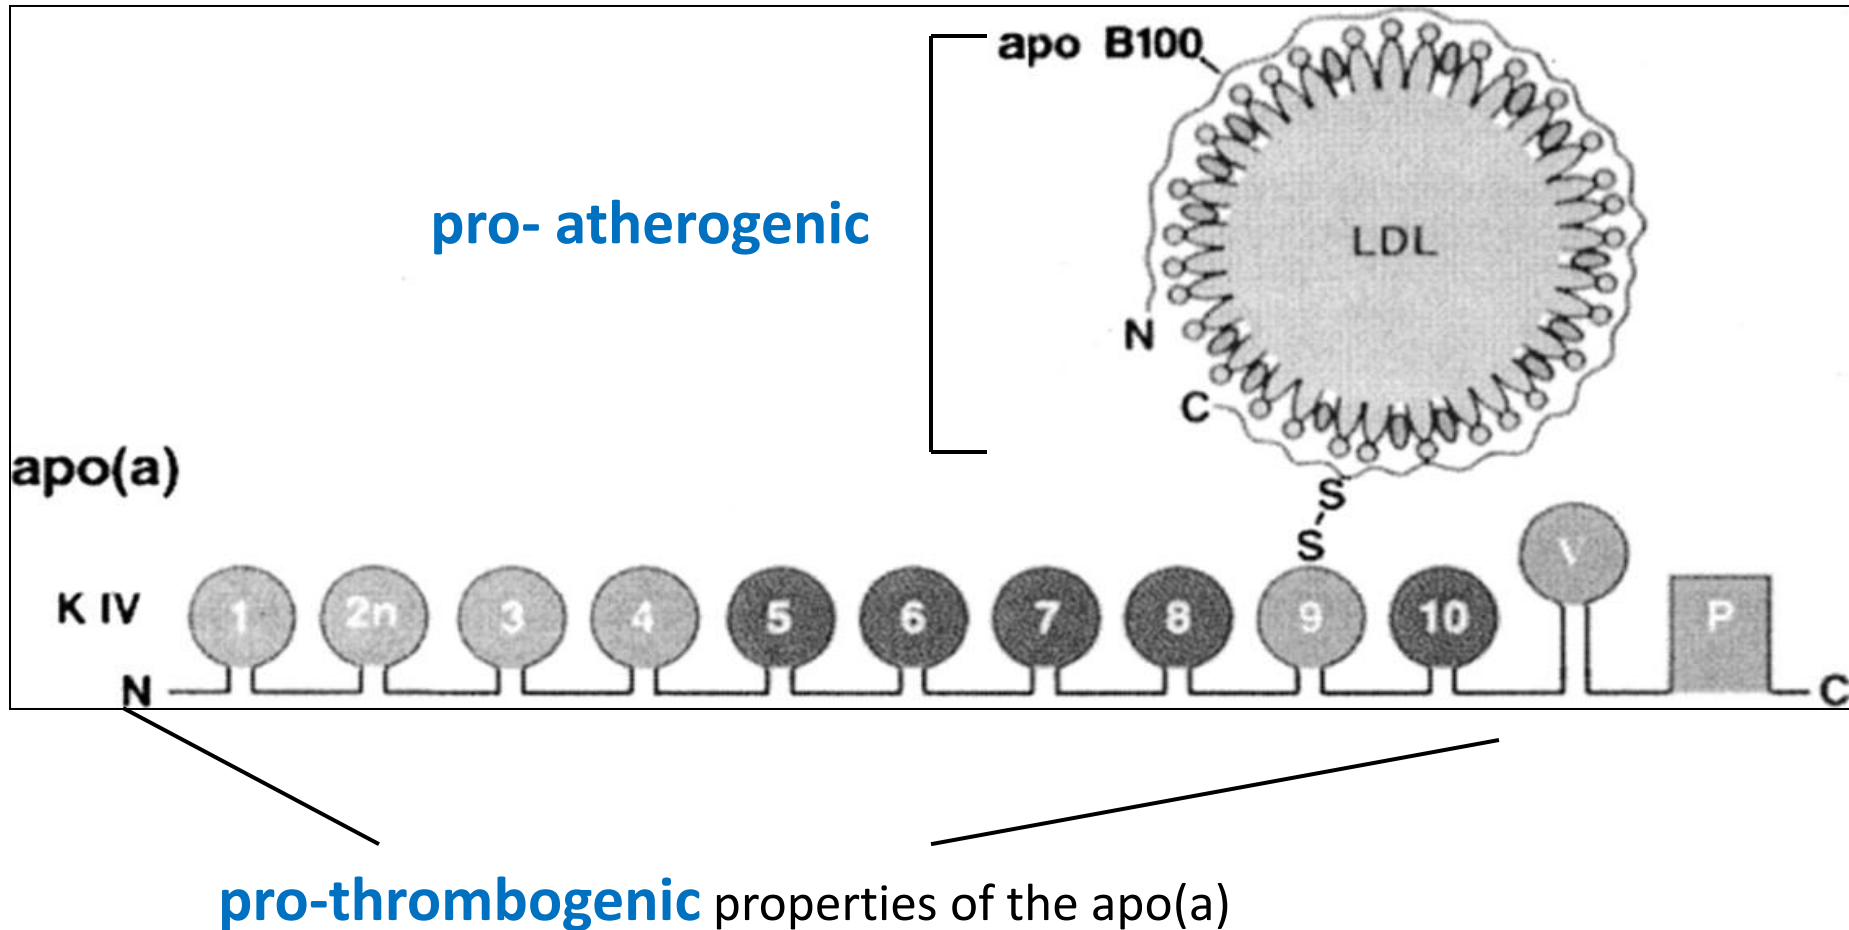 apo B100
pro- atherogenic
LDL
N
C
apo(a)
S
S
K IV
1 2n 3 4 5 6 7 8 9 10 V P
N C
pro-thrombogenic properties of the apo(a)